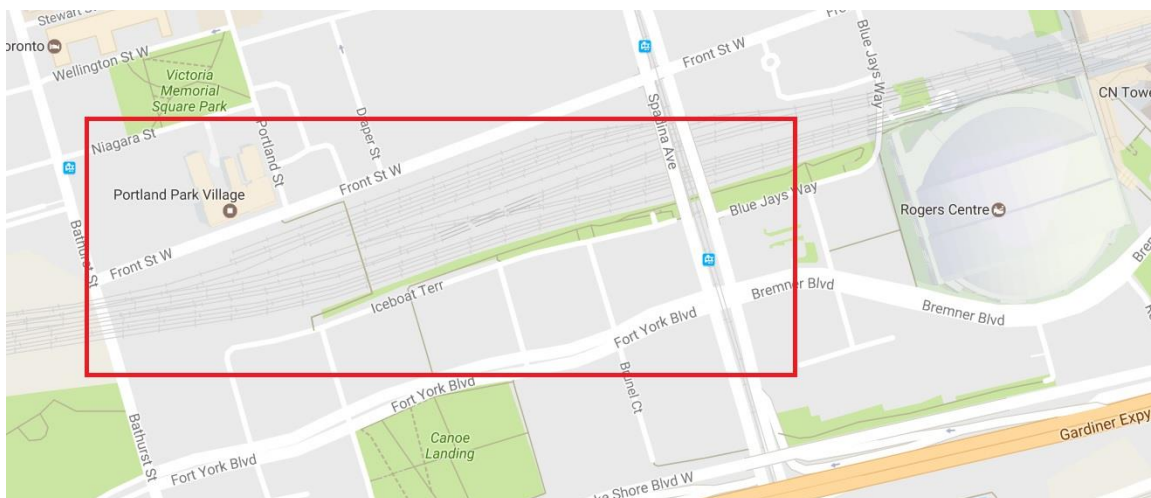 Stewart St
oronto
Wellington St W
Victoria
Memorial
Square Park
Niagara St
Portland St
Draper St
Front St W
Front St W
Spadina Ave
Blue Jays Way
CN Towe
Portland Park Village
Front St W
Blue Jays Way
Rogers Centre
Bathurst St
Iceboat Terr
Bremner Blvd
Bremner Blvd
Fort York Blvd
Brunel Ct
Fort York Blvd
Bathurst St
Canoe
Landing
Fort York Blvd
Gardiner Expy
Shore Blvd W